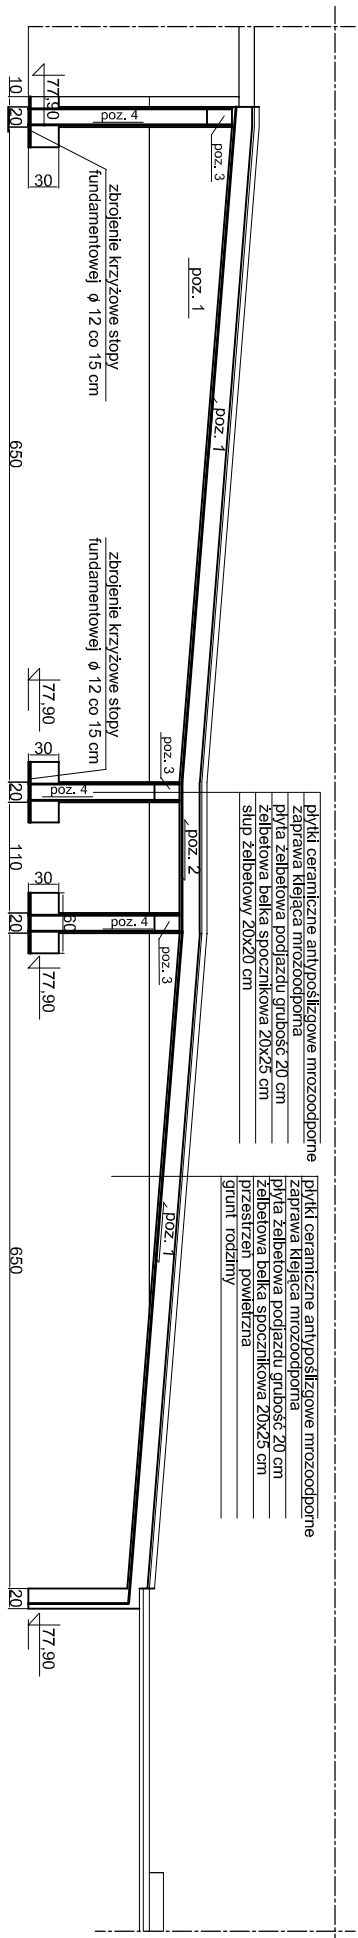 płytki ceramiczne antypoślizgowe mrozoodporne
zaprawa klejąca mrozoodporna
płyta żelbetowa podjazdu grubość 20 cm
żelbetowa belka spocznikowa 20x25 cm
słup żelbetowy 20x20 cm
płytki ceramiczne antypoślizgowe mrozoodporne
zaprawa klejąca mrozoodporna
płyta żelbetowa podjazdu grubość 20 cm
żelbetowa belka spocznikowa 20x25 cm
przestrzeń powietrzna
grunt rodzimy
poz. 3
poz. 1
poz. 1
poz. 3
poz. 2
poz. 3
poz. 1
poz. 4
poz. 4
poz. 4
zbrojenie krzyżowe stopy
fundamentowej ϕ 12 co 15 cm
zbrojenie krzyżowe stopy
fundamentowej ϕ 12 co 15 cm
77,90
77,90
77,90
77,90
30
30
30
60
10
20
650
20
110
20
650
20